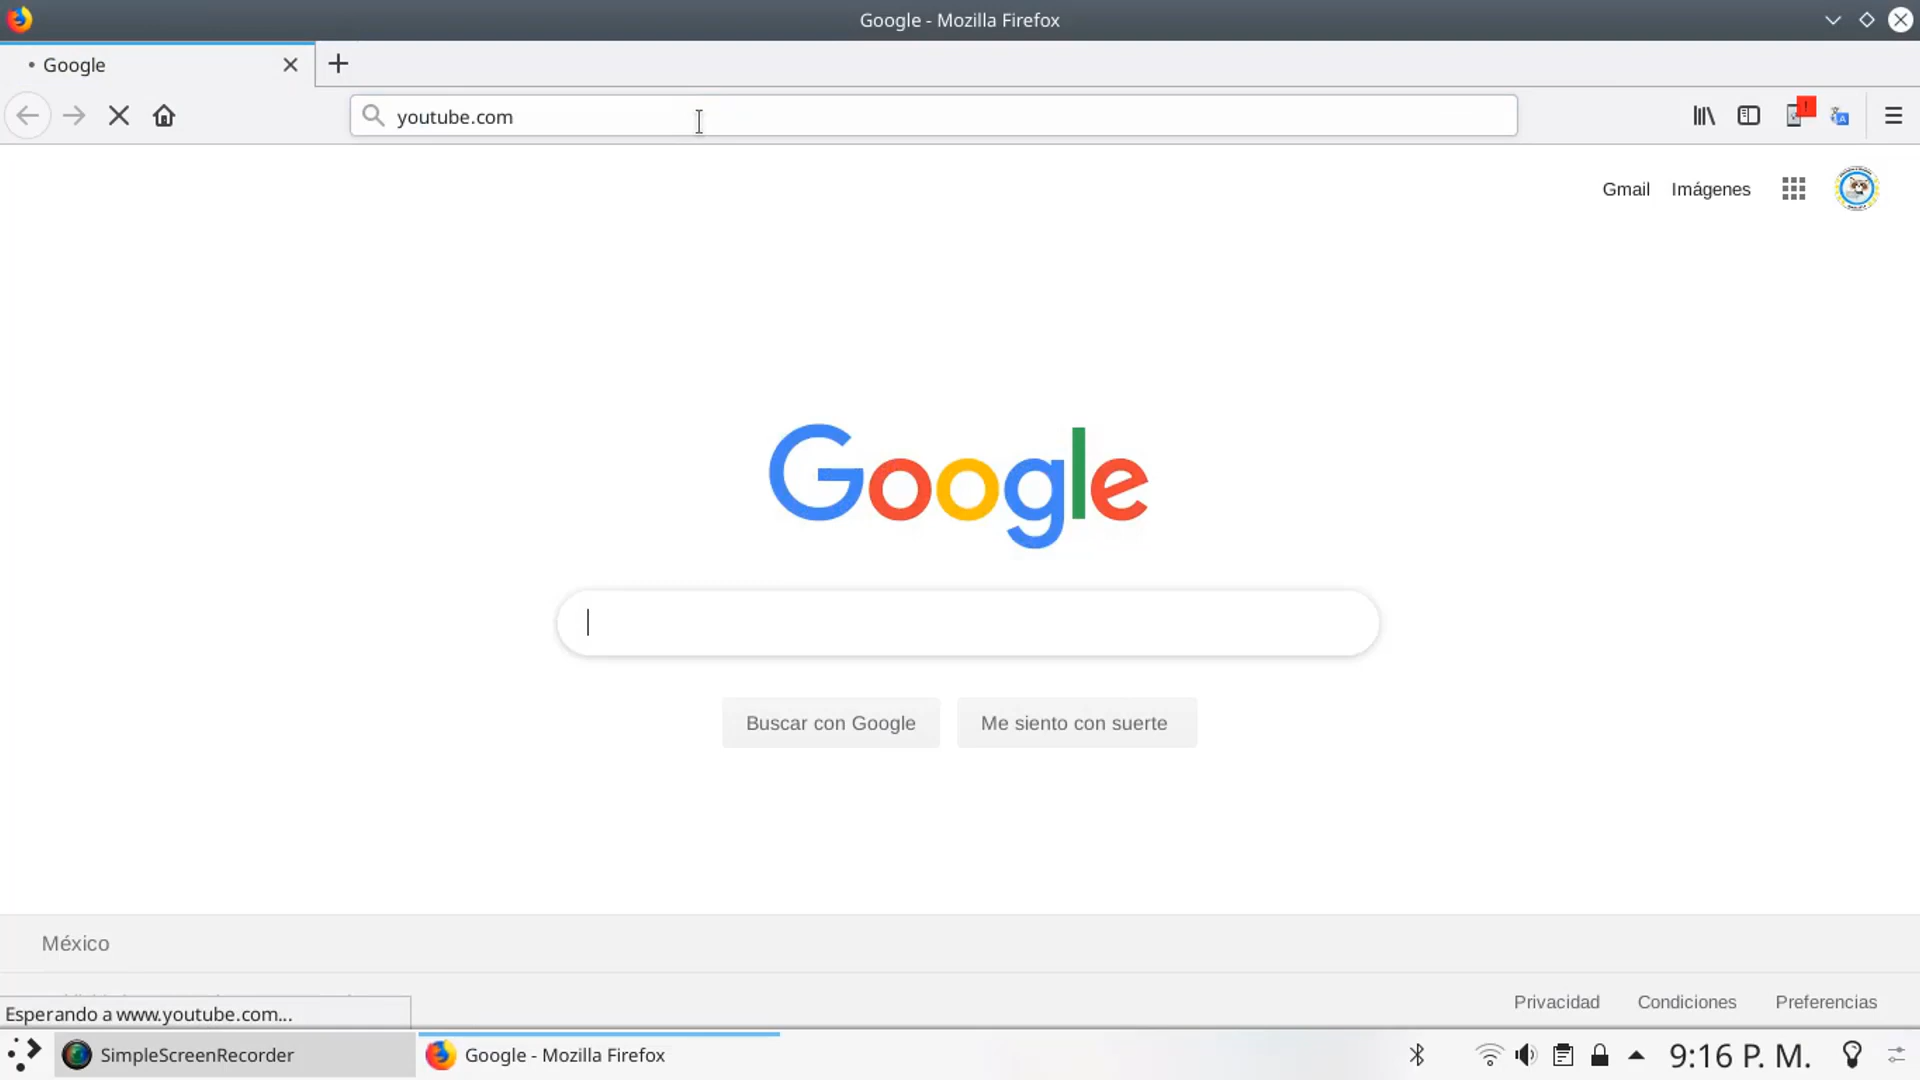 Google - Mozilla Firefox
Google
youtube.com
Gmail Imágenes
Google
Buscar con Google Me siento con suerte
México
Privacidad Condiciones Preferencias
Esperando a www.youtube.com...
SimpleScreenRecorder Google - Mozilla Firefox 9:16 P. M.